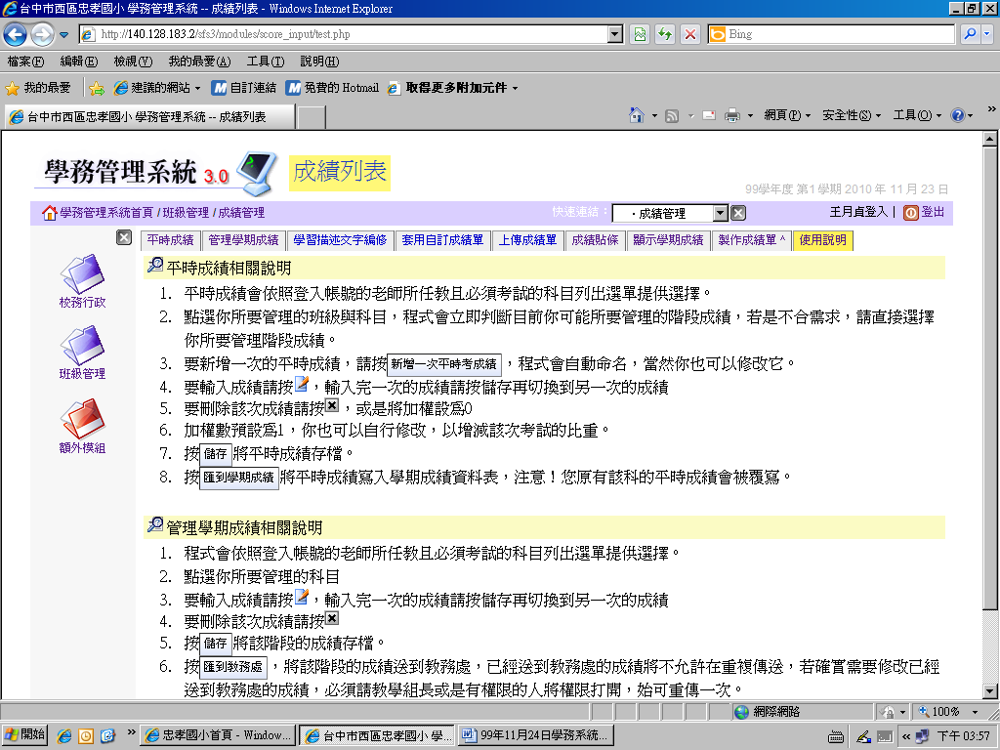 台中市西區忠孝國小 學務管理系統 -- 成績列表 - Windows Internet Explorer
http://140.128.183.2/sfs3/modules/score_input/test.php
Bing
檔案(F) 編輯(E) 檢視(V) 我的最愛(A) 工具(T) 說明(H)
我的最愛 建議的網站 自訂連結 免費的 Hotmail 取得更多附加元件
台中市西區忠孝國小 學務管理系統 -- 成績列表
網頁(P) 安全性(S) 工具(O)
學務管理系統 3.0 成績列表
99學年度 第1學期 2010 年 11 月 23 日
學務管理系統首頁 / 班級管理 / 成績管理 快速連結： ‧成績管理 王月貞登入 | 登出
平時成績 管理學期成績 學習描述文字編修 套用自訂成績單 上傳成績單 成績貼條 顯示學期成績 製作成績單 ^ 使用說明
校務行政
班級管理
額外模組
平時成績相關說明
1. 平時成績會依照登入帳號的老師所任教且必須考試的科目列出選單提供選擇。
2. 點選你所要管理的班級與科目，程式會立即判斷目前你可能所要管理的階段成績，若是不合需求，請直接選擇
你所要管理階段成績。
3. 要新增一次的平時成績，請按 新增一次平時考成績 ，程式會自動命名，當然你也可以修改它。
4. 要輸入成績請按 ，輸入完一次的成績請按儲存再切換到另一次的成績
5. 要刪除該次成績請按 ，或是將加權設為0
6. 加權數預設為1，你也可以自行修改，以增減該次考試的比重。
7. 按 儲存 將平時成績存檔。
8. 按 匯到學期成績 將平時成績寫入學期成績資料表，注意！您原有該科的平時成績會被覆寫。
管理學期成績相關說明
1. 程式會依照登入帳號的老師所任教且必須考試的科目列出選單提供選擇。
2. 點選你所要管理的科目
3. 要輸入成績請按 ，輸入完一次的成績請按儲存再切換到另一次的成績
4. 要刪除該次成績請按
5. 按 儲存 將該階段的成績存檔。
6. 按 匯到教務處 ，將該階段的成績送到教務處，已經送到教務處的成績將不允許在重複傳送，若確實需要修改已經
送到教務處的成績，必須請教學組長或是有權限的人將權限打開，始可重傳一次。
網際網路 100%
開始 忠孝國小首頁 - Window... 台中市西區忠孝國小 學... 99年11月24日學務系統... 下午 03:57